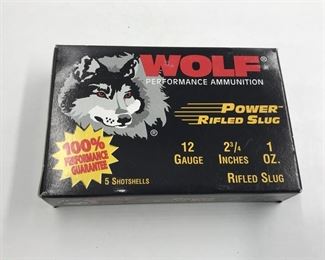 WOLF®
PERFORMANCE AMMUNITION
®
POWER
RIFLED SLUG
100%
PERFORMANCE
GUARANTEE
12 2 3/4 1
GAUGE INCHES OZ.
5 SHOTSHELLS
RIFLED SLUG